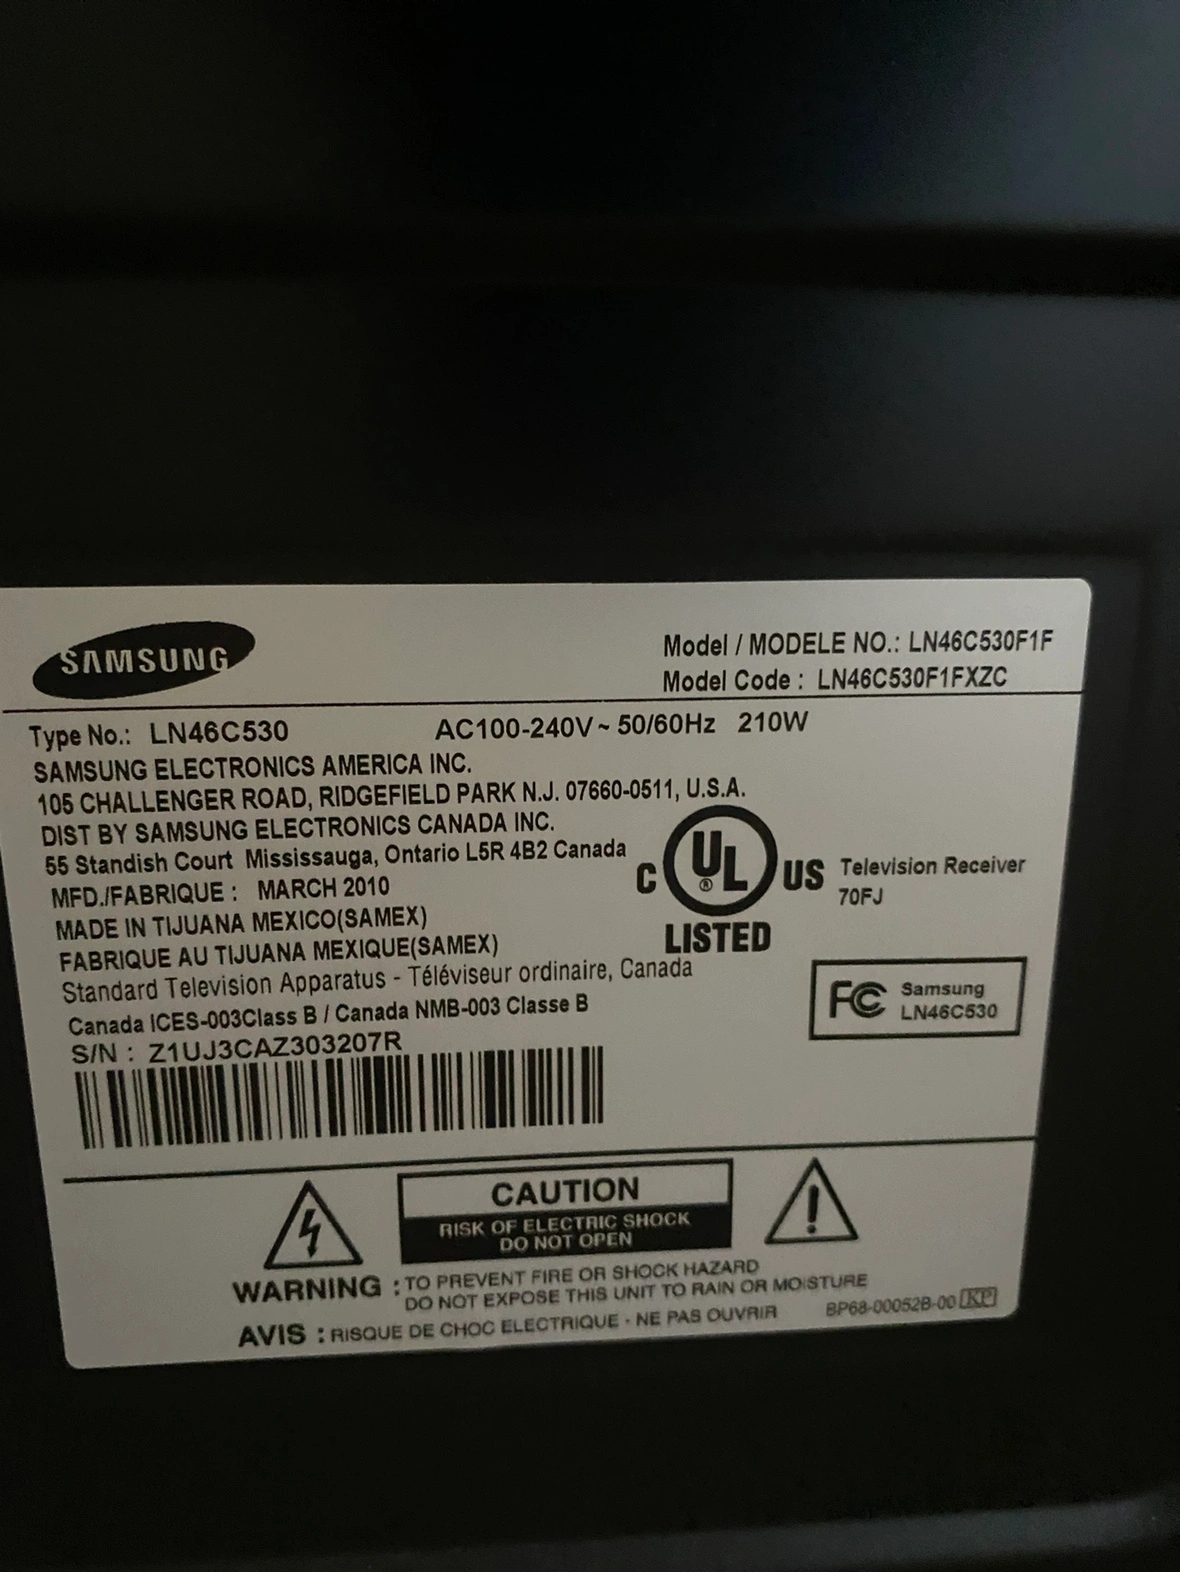 SAMSUNG
Model / MODELE NO.: LN46C530F1F
Model Code : LN46C530F1FXZC
Type No.: LN46C530 AC100-240V~ 50/60Hz 210W
SAMSUNG ELECTRONICS AMERICA INC.
105 CHALLENGER ROAD, RIDGEFIELD PARK N.J. 07660-0511, U.S.A.
DIST BY SAMSUNG ELECTRONICS CANADA INC.
55 Standish Court Mississauga, Ontario L5R 4B2 Canada
MFD./FABRIQUE : MARCH 2010
MADE IN TIJUANA MEXICO(SAMEX)
FABRIQUE AU TIJUANA MEXIQUE(SAMEX)
Standard Television Apparatus - Téléviseur ordinaire, Canada
Canada ICES-003Class B / Canada NMB-003 Classe B
S/N : Z1UJ3CAZ303207R
C UL ® US
LISTED
Television Receiver
70FJ
FC Samsung
LN46C530
CAUTION
RISK OF ELECTRIC SHOCK
DO NOT OPEN
WARNING : TO PREVENT FIRE OR SHOCK HAZARD
DO NOT EXPOSE THIS UNIT TO RAIN OR MOISTURE
AVIS : RISQUE DE CHOC ELECTRIQUE - NE PAS OUVRIR
BP68-00052B-00 KP